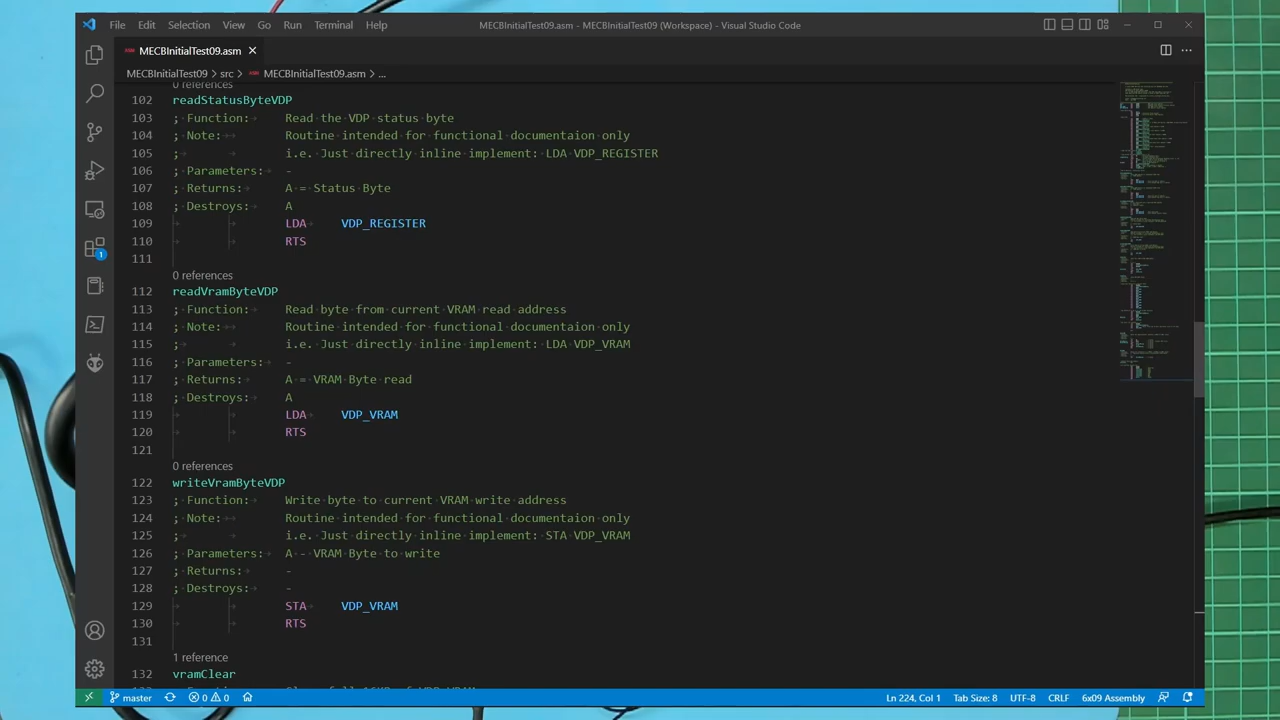 File Edit Selection View Go Run Terminal Help MECBInitialTest09.asm - MECBInitialTest09 (Workspace) - Visual Studio Code
MECBInitialTest09.asm
MECBInitialTest09 > src > MECBInitialTest09.asm > ...
0 references
102 readStatusByteVDP
103 ; Function: Read the VDP status byte
104 ; Note: Routine intended for functional documentaion only
105 ; i.e. Just directly inline implement: LDA VDP_REGISTER
106 ; Parameters: -
107 ; Returns: A = Status Byte
108 ; Destroys: A
109 LDA VDP_REGISTER
110 RTS
111
0 references
112 readVramByteVDP
113 ; Function: Read byte from current VRAM read address
114 ; Note: Routine intended for functional documentaion only
115 ; i.e. Just directly inline implement: LDA VDP_VRAM
116 ; Parameters: -
117 ; Returns: A = VRAM Byte read
118 ; Destroys: A
119 LDA VDP_VRAM
120 RTS
121
0 references
122 writeVramByteVDP
123 ; Function: Write byte to current VRAM write address
124 ; Note: Routine intended for functional documentaion only
125 ; i.e. Just directly inline implement: STA VDP_VRAM
126 ; Parameters: A - VRAM Byte to write
127 ; Returns: -
128 ; Destroys: -
129 STA VDP_VRAM
130 RTS
131
1 reference
132 vramClear
1
master 0 0 Ln 224, Col 1 Tab Size: 8 UTF-8 CRLF 6x09 Assembly